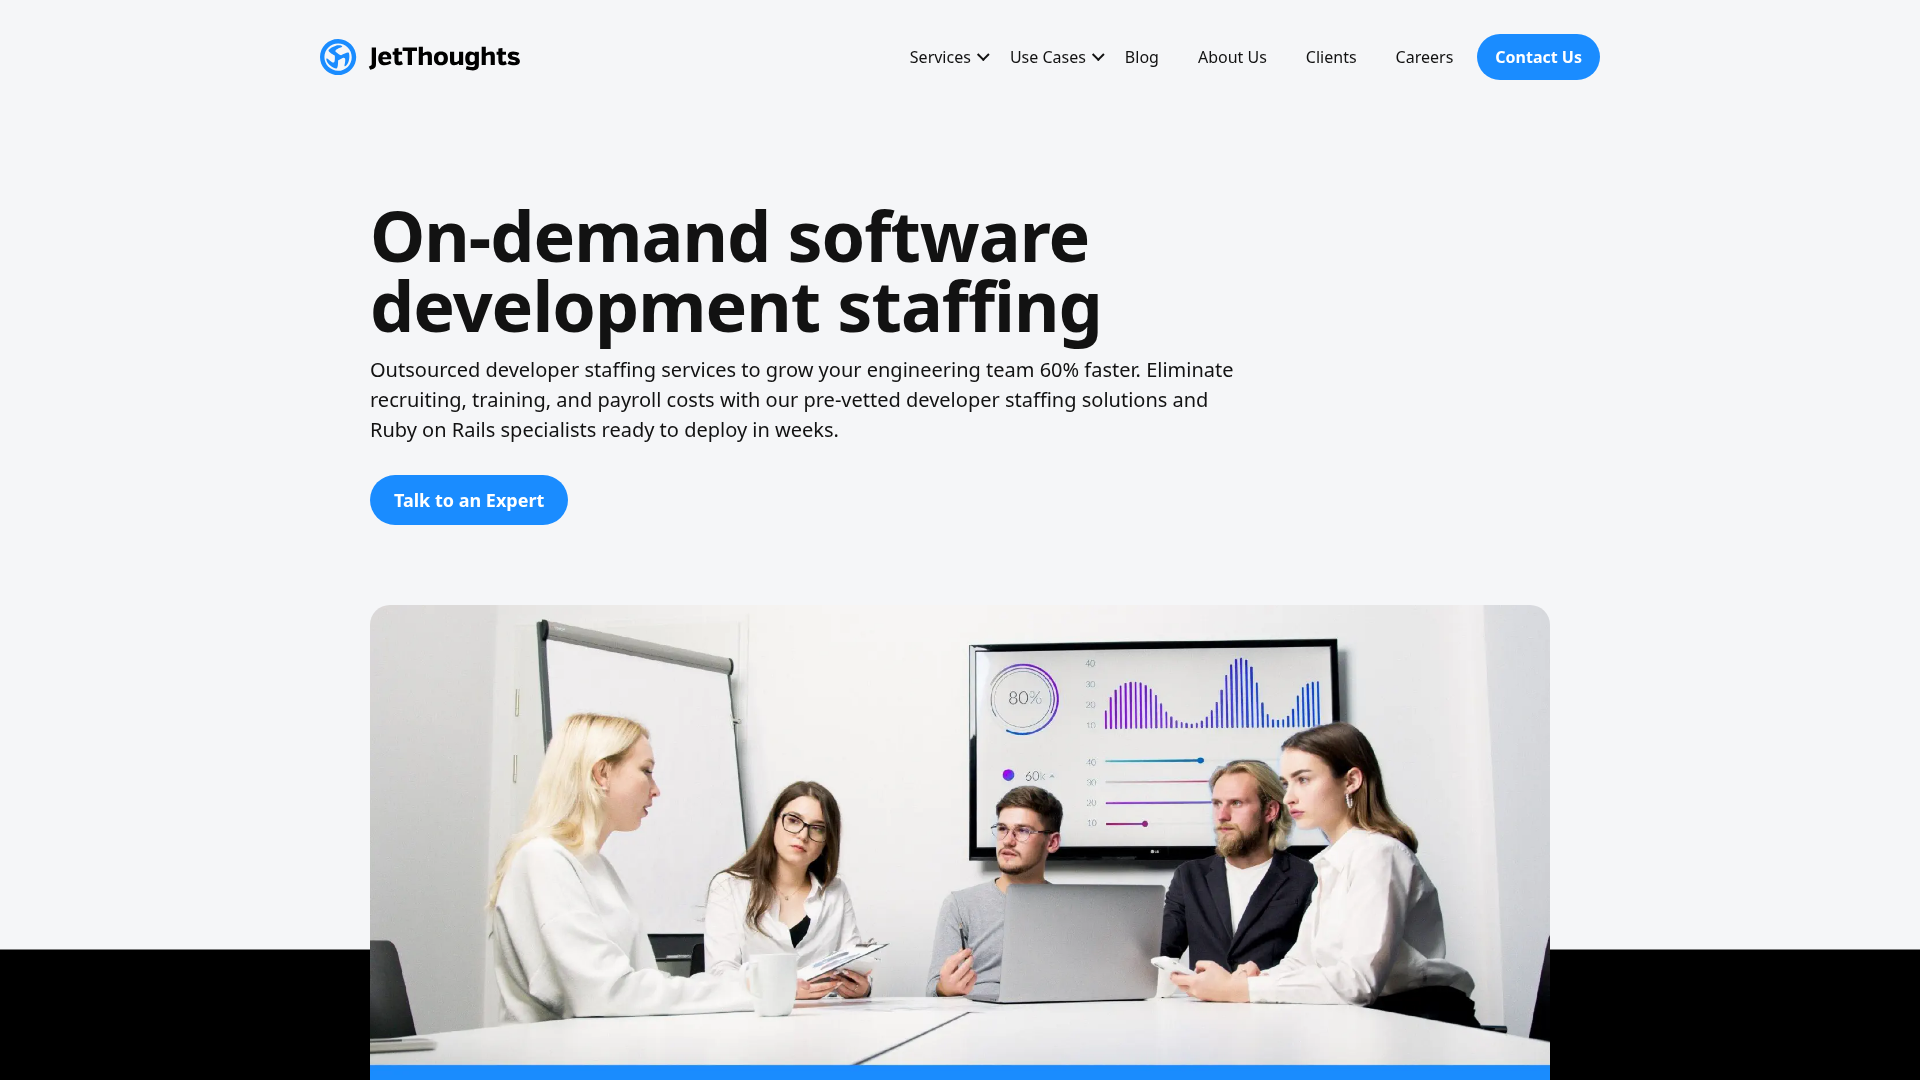 JetThoughts
Services
Use Cases
Blog
About Us
Clients
Careers
Contact Us
On-demand software
development staffing
Outsourced developer staffing services to grow your engineering team 60% faster. Eliminate
recruiting, training, and payroll costs with our pre-vetted developer staffing solutions and
Ruby on Rails specialists ready to deploy in weeks.
Talk to an Expert
80%
40
30
20
10
60k
40
30
20
10
LG